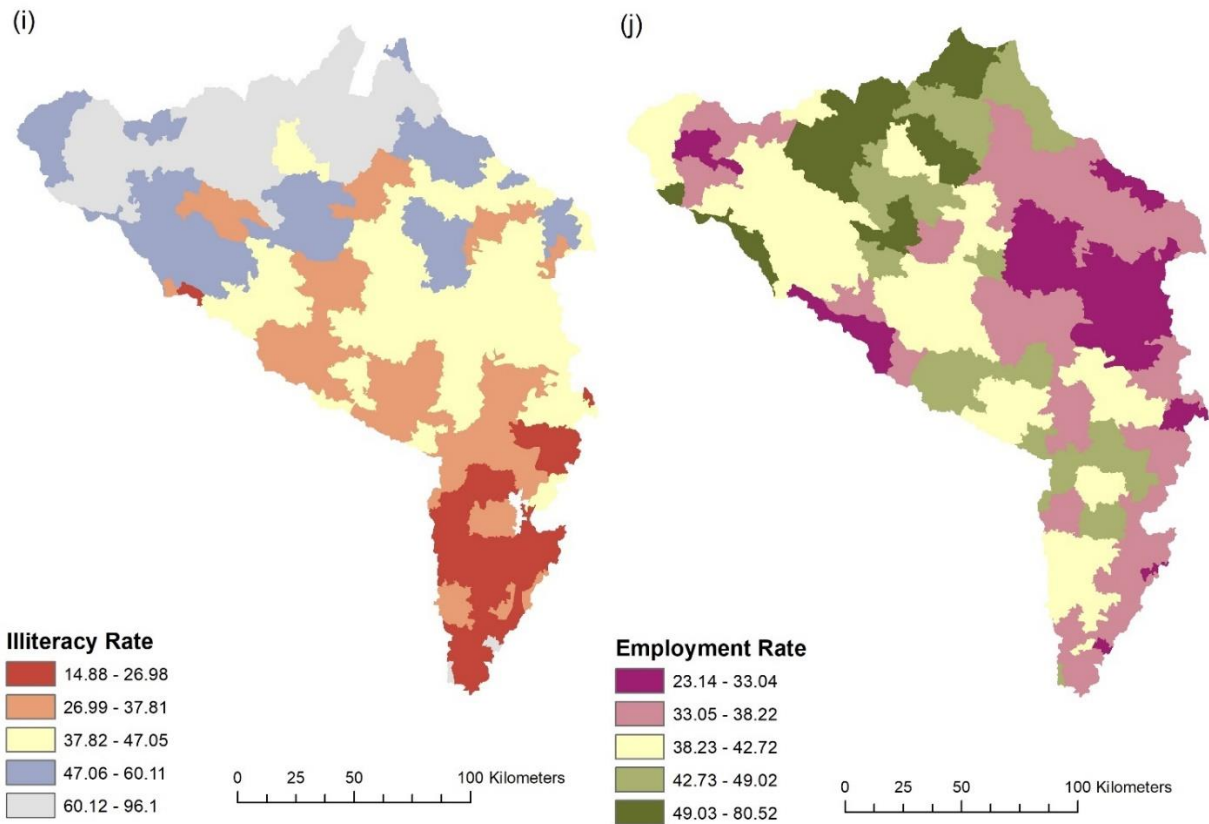 (i)
(j)
Illiteracy Rate
14.88 - 26.98
26.99 - 37.81
37.82 - 47.05
47.06 - 60.11
60.12 - 96.1
0 25 50 100 Kilometers
Employment Rate
23.14 - 33.04
33.05 - 38.22
38.23 - 42.72
42.73 - 49.02
49.03 - 80.52
0 25 50 100 Kilometers